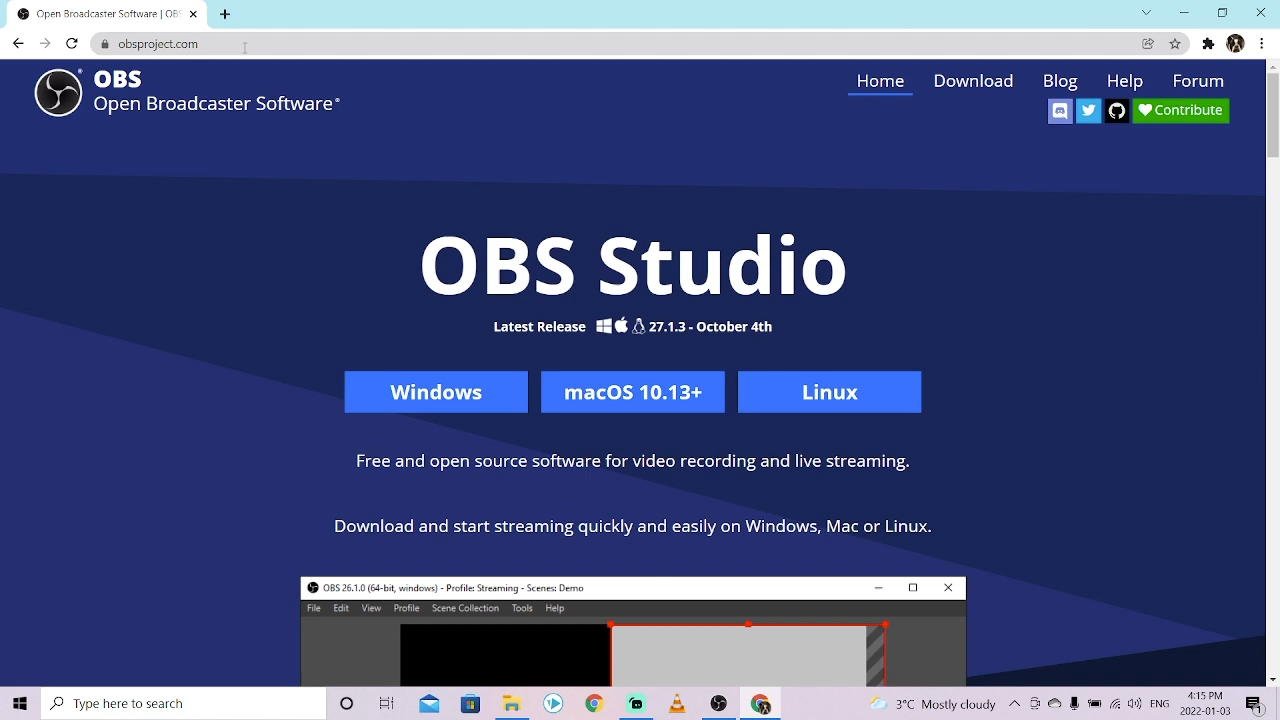 Open Broadcaster Software | OBS
obsproject.com
OBS
Open Broadcaster Software®
Home Download Blog Help Forum
Contribute
OBS Studio
Latest Release 27.1.3 - October 4th
Windows macOS 10.13+ Linux
Free and open source software for video recording and live streaming.
Download and start streaming quickly and easily on Windows, Mac or Linux.
OBS 26.1.0 (64-bit, windows) - Profile: Streaming - Scenes: Demo
File Edit View Profile Scene Collection Tools Help
Type here to search
3°C Mostly cloudy
ENG
4:15 PM
2022-01-03
1